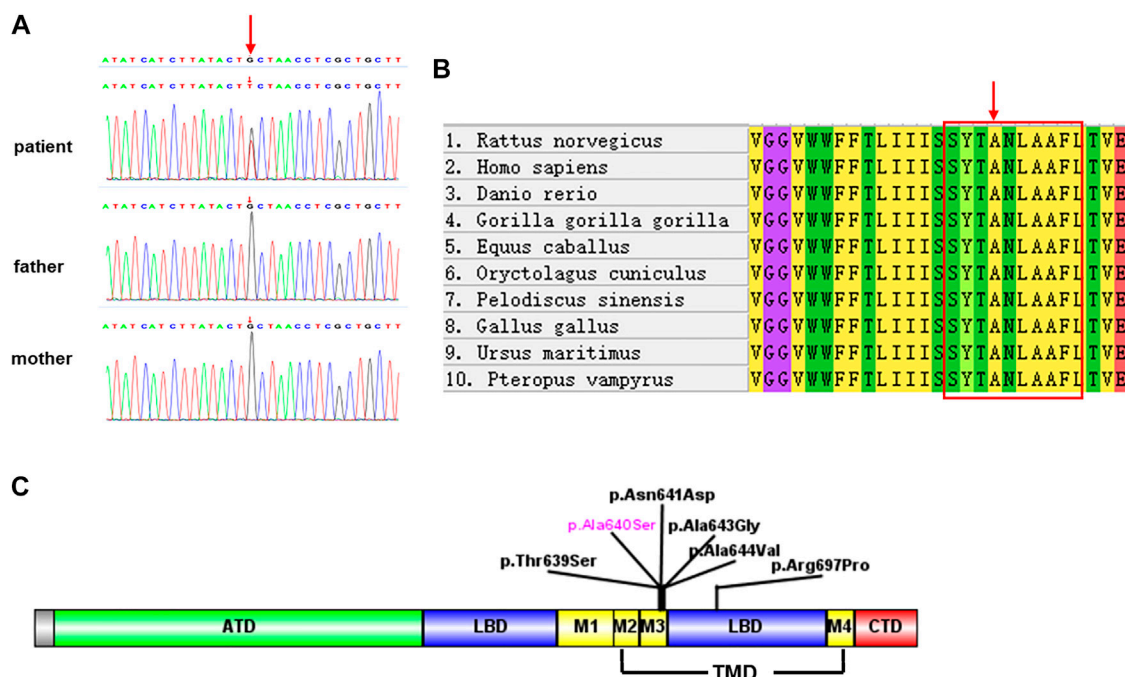 A
ATATCATCTTATACTGCTAACCTCGCTGCTT
ATATCATCTTATACTTCTAACCTCGCTGCTT
patient
ATATCATCTTATACTGCTAACCTCGCTGCTT
father
ATATCATCTTATACTGCTAACCTCGCTGCTT
mother
B
1. Rattus norvegicus VGGVWWFFTLIIISSYTANLAAFLTVE
2. Homo sapiens VGGVWWFFTLIIISSYTANLAAFLTVE
3. Danio rerio VGGVWWFFTLIIISSYTANLAAFLTVE
4. Gorilla gorilla gorilla VGGVWWFFTLIIISSYTANLAAFLTVE
5. Equus caballus VGGVWWFFTLIIISSYTANLAAFLTVE
6. Oryctolagus cuniculus VGGVWWFFTLIIISSYTANLAAFLTVE
7. Pelodiscus sinensis VGGVWWFFTLIIISSYTANLAAFLTVE
8. Gallus gallus VGGVWWFFTLIIISSYTANLAAFLTVE
9. Ursus maritimus VGGVWWFFTLIIISSYTANLAAFLTVE
10. Pteropus vampyrus VGGVWWFFTLIIISSYTANLAAFLTVE
C
p.Asn641Asp
p.Ala640Ser p.Ala643Gly
p.Thr639Ser p.Ala644Val p.Arg697Pro
ATD LBD M1 M2 M3 LBD M4 CTD
TMD